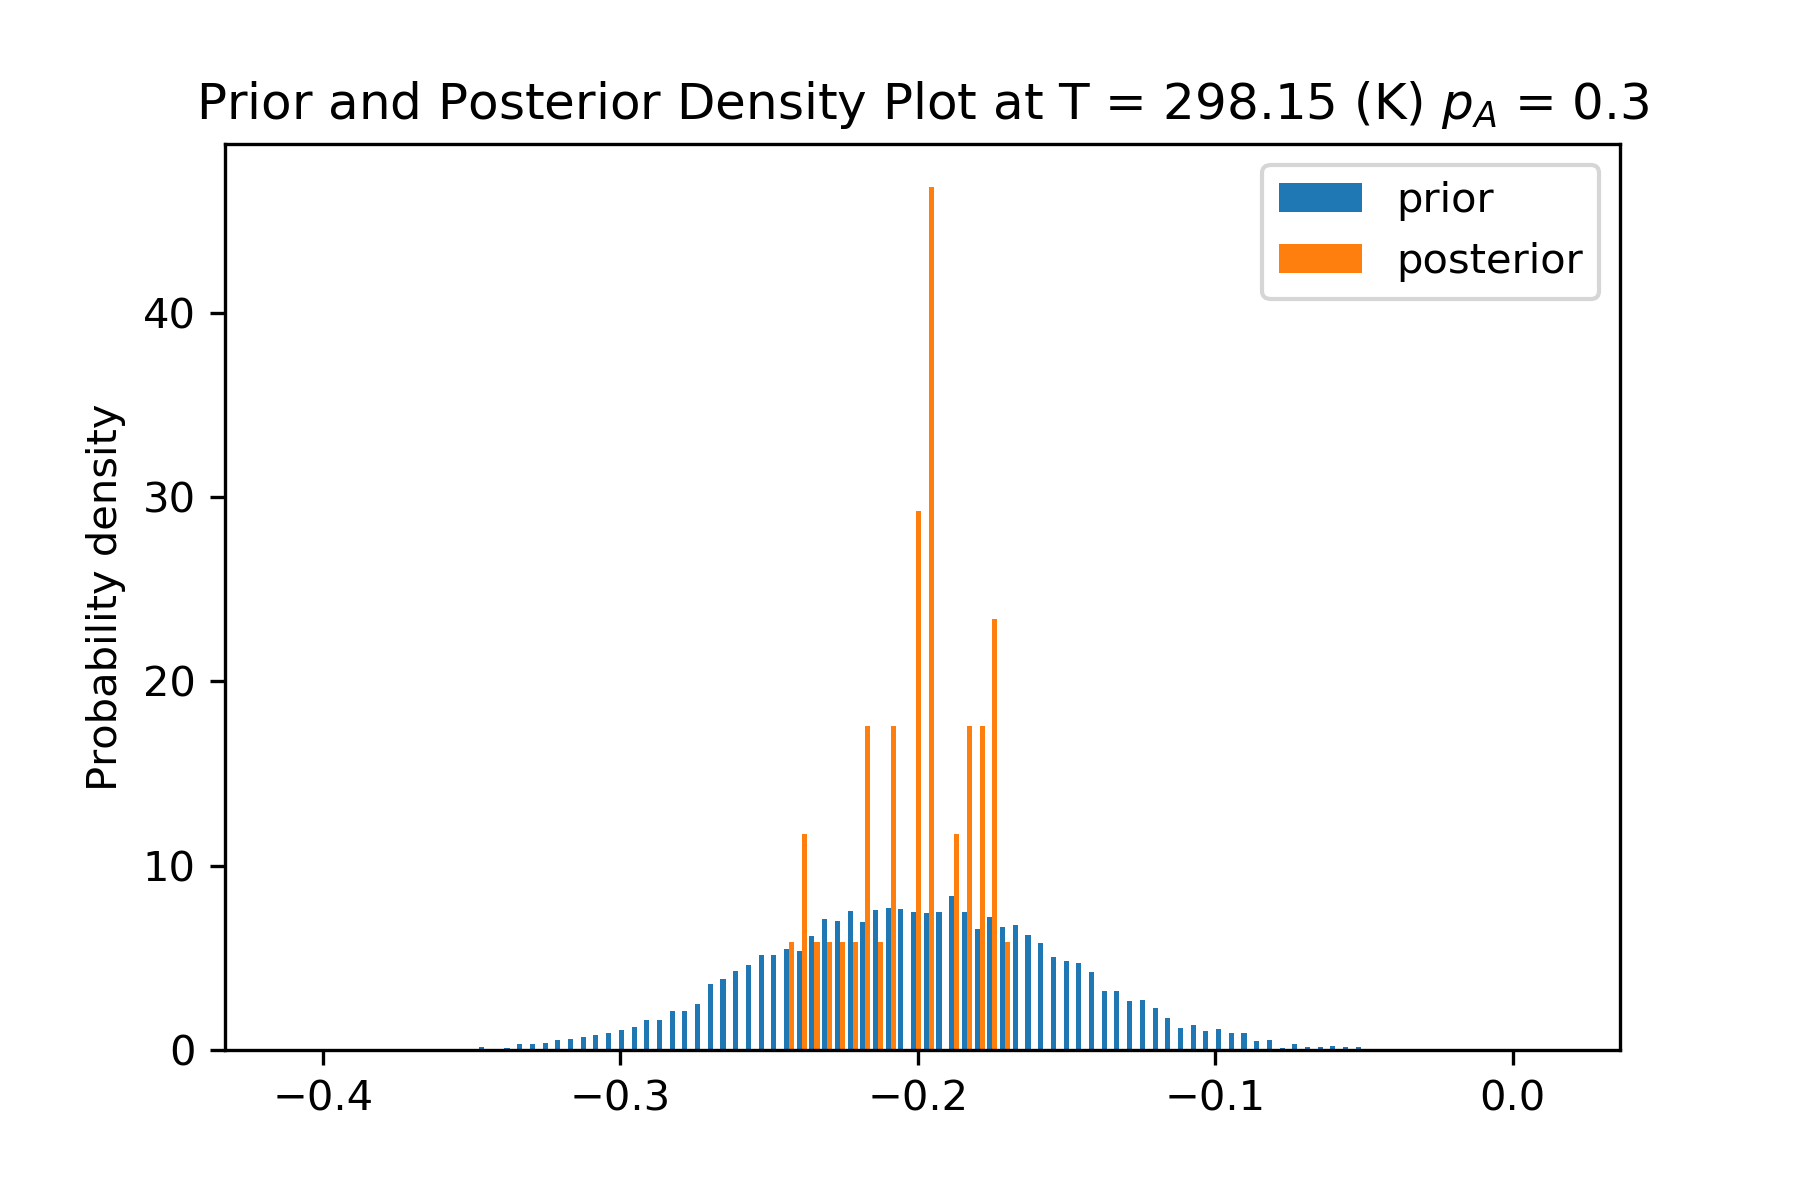 Prior and Posterior Density Plot at T = 298.15 (K) p_A = 0.3
prior
posterior
Probability density
40
30
20
10
0
−0.4 −0.3 −0.2 −0.1 0.0